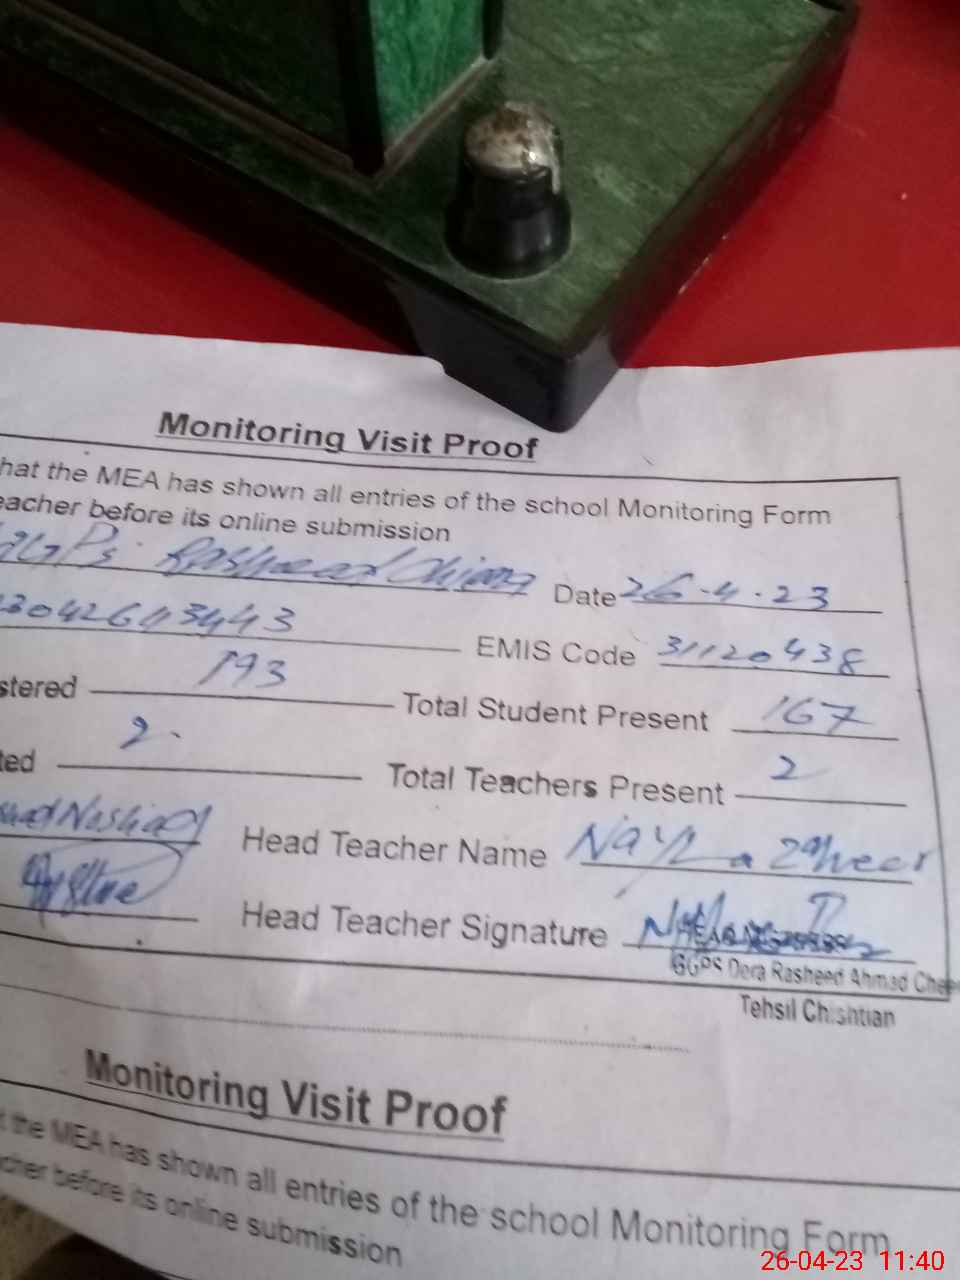 Monitoring Visit Proof
hat the MEA has shown all entries of the school Monitoring Form
eacher before its online submission
Date 26-4-23
EMIS Code 31120438
stered 193 Total Student Present 167
ted 2 Total Teachers Present 2
Head Teacher Name Nayla
Head Teacher Signature
GGPS Dera Rasheed Ahmad Chee
Tehsil Chishtian
Monitoring Visit Proof
t the MEA has shown all entries of the school Monitoring Form
cher before its online submission
26-04-23 11:40